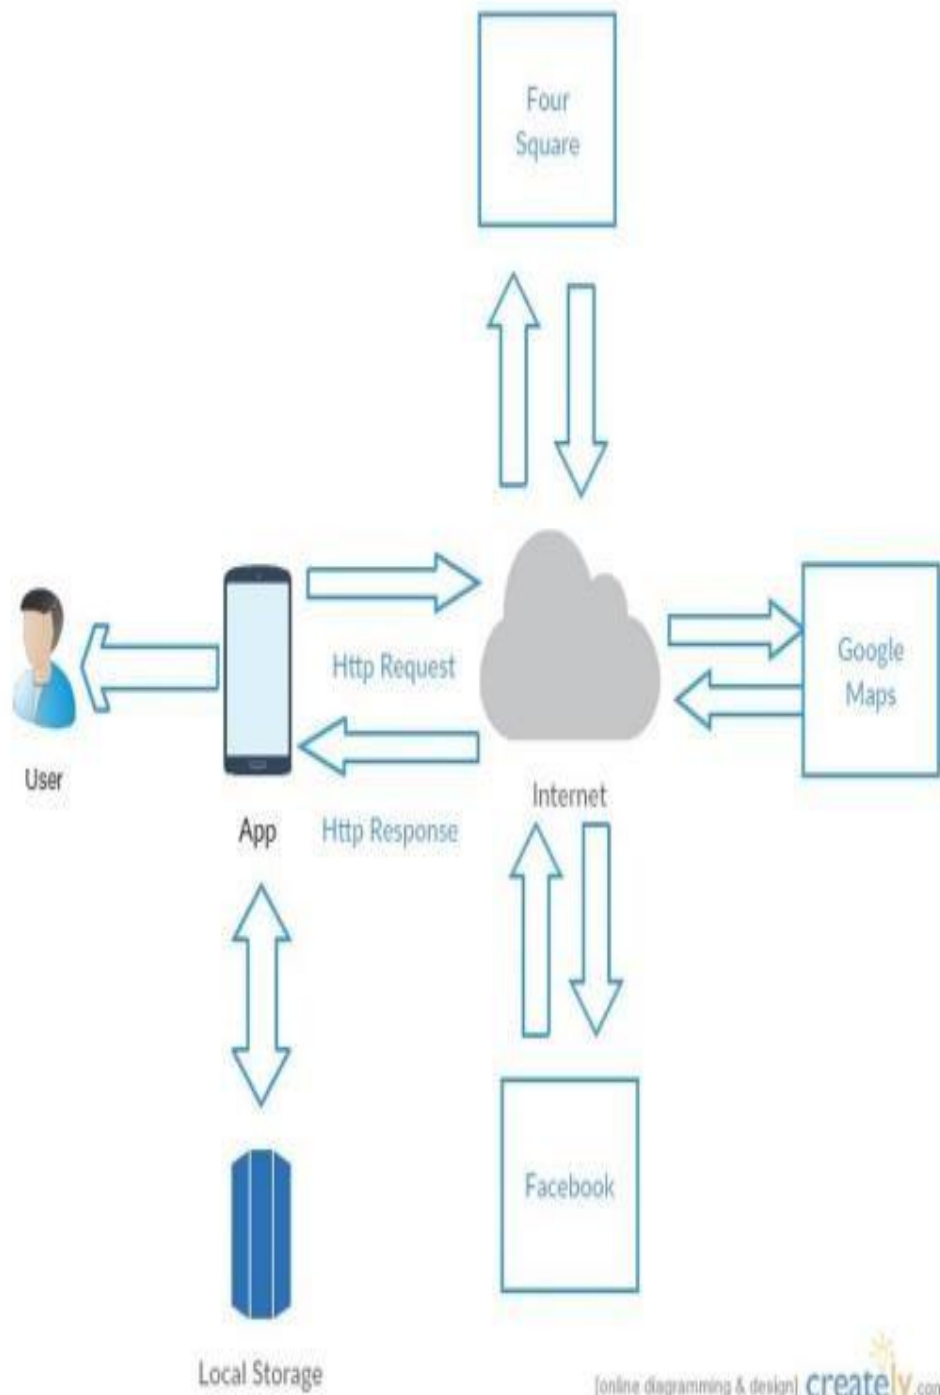 Four
Square
Http Request
Google
Maps
User
Internet
App
Http Response
Facebook
Local Storage
[online diagramming & design] creately.com